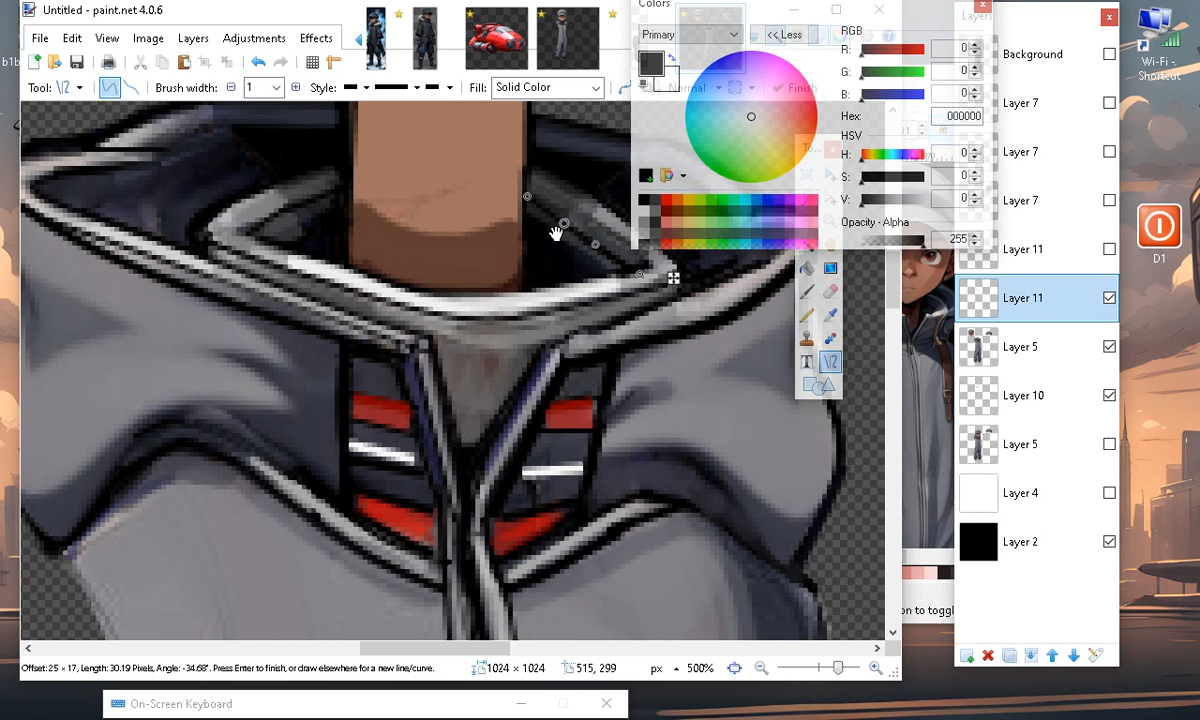 Untitled - paint.net 4.0.6
File Edit View Image Layers Adjustments Effects
Tool: Brush width: 1 Style: Fill: Solid Color Normal Finish
Colors
Primary << Less
RGB
R: 0
G: 0
B: 0
Hex: 000000
HSV
H: 0
S: 0
V: 0
Opacity - Alpha
255
To...
Layers
Background
Layer 7
Layer 7
Layer 7
Layer 11
Layer 11
Layer 5
Layer 10
Layer 5
Layer 4
Layer 2
Wi-Fi -
Shortcut
D1
b1b
on to toggl
Offset: 25 × 17, Length: 30.19 Pixels, Angle: -34.68°. Press Enter to finish, or draw elsewhere for a new line/curve. 1024 × 1024 515, 299 px 500%
On-Screen Keyboard